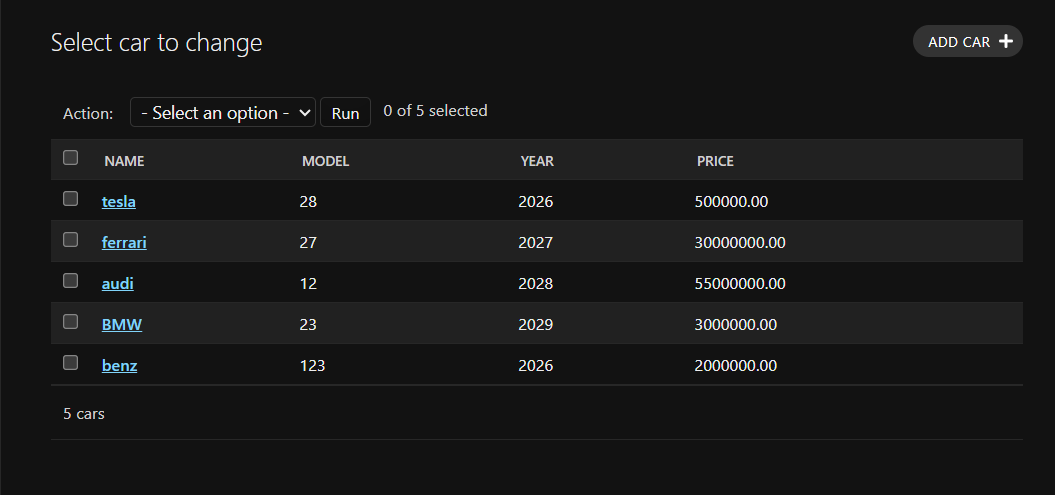 Select car to change
ADD CAR
Action: - Select an option - Run 0 of 5 selected
NAME MODEL YEAR PRICE
tesla 28 2026 500000.00
ferrari 27 2027 30000000.00
audi 12 2028 55000000.00
BMW 23 2029 3000000.00
benz 123 2026 2000000.00
5 cars